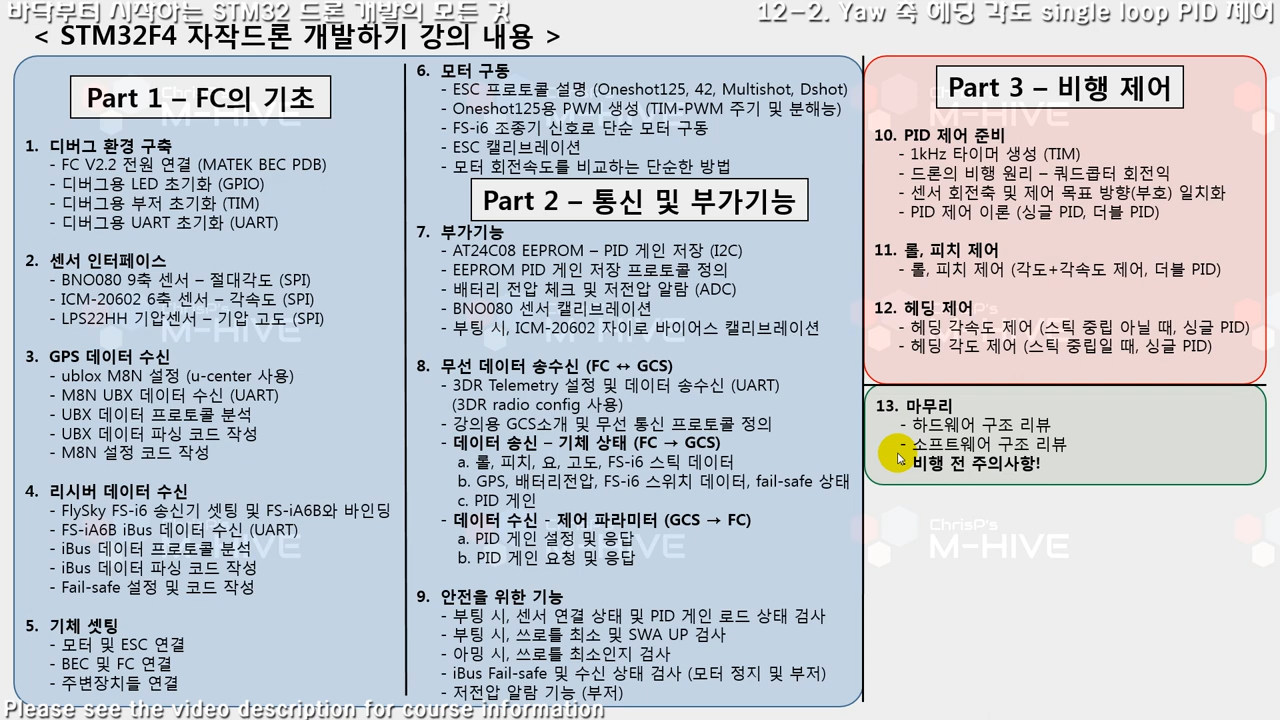 바닥부터 시작하는 STM32 드론 개발의 모든 것
12-2. Yaw 축 헤딩 각도 single loop PID 제어
< STM32F4 자작드론 개발하기 강의 내용 >
Part 1 – FC의 기초
1. 디버그 환경 구축
- FC V2.2 전원 연결 (MATEK BEC PDB)
- 디버그용 LED 초기화 (GPIO)
- 디버그용 부저 초기화 (TIM)
- 디버그용 UART 초기화 (UART)
2. 센서 인터페이스
- BNO080 9축 센서 – 절대각도 (SPI)
- ICM-20602 6축 센서 – 각속도 (SPI)
- LPS22HH 기압센서 – 기압 고도 (SPI)
3. GPS 데이터 수신
- ublox M8N 설정 (u-center 사용)
- M8N UBX 데이터 수신 (UART)
- UBX 데이터 프로토콜 분석
- UBX 데이터 파싱 코드 작성
- M8N 설정 코드 작성
4. 리시버 데이터 수신
- FlySky FS-i6 송신기 셋팅 및 FS-iA6B와 바인딩
- FS-iA6B iBus 데이터 수신 (UART)
- iBus 데이터 프로토콜 분석
- iBus 데이터 파싱 코드 작성
- Fail-safe 설정 및 코드 작성
5. 기체 셋팅
- 모터 및 ESC 연결
- BEC 및 FC 연결
- 주변장치들 연결
6. 모터 구동
- ESC 프로토콜 설명 (Oneshot125, 42, Multishot, Dshot)
- Oneshot125용 PWM 생성 (TIM-PWM 주기 및 분해능)
- FS-i6 조종기 신호로 단순 모터 구동
- ESC 캘리브레이션
- 모터 회전속도를 비교하는 단순한 방법
Part 2 – 통신 및 부가기능
7. 부가기능
- AT24C08 EEPROM – PID 게인 저장 (I2C)
- EEPROM PID 게인 저장 프로토콜 정의
- 배터리 전압 체크 및 저전압 알람 (ADC)
- BNO080 센서 캘리브레이션
- 부팅 시, ICM-20602 자이로 바이어스 캘리브레이션
8. 무선 데이터 송수신 (FC ↔ GCS)
- 3DR Telemetry 설정 및 데이터 송수신 (UART)
(3DR radio config 사용)
- 강의용 GCS소개 및 무선 통신 프로토콜 정의
- 데이터 송신 – 기체 상태 (FC → GCS)
a. 롤, 피치, 요, 고도, FS-i6 스틱 데이터
b. GPS, 배터리전압, FS-i6 스위치 데이터, fail-safe 상태
c. PID 게인
- 데이터 수신 - 제어 파라미터 (GCS → FC)
a. PID 게인 설정 및 응답
b. PID 게인 요청 및 응답
9. 안전을 위한 기능
- 부팅 시, 센서 연결 상태 및 PID 게인 로드 상태 검사
- 부팅 시, 쓰로틀 최소 및 SWA UP 검사
- 아밍 시, 쓰로틀 최소인지 검사
- iBus Fail-safe 및 수신 상태 검사 (모터 정지 및 부저)
- 저전압 알람 기능 (부저)
Part 3 – 비행 제어
10. PID 제어 준비
- 1kHz 타이머 생성 (TIM)
- 드론의 비행 원리 – 쿼드콥터 회전익
- 센서 회전축 및 제어 목표 방향(부호) 일치화
- PID 제어 이론 (싱글 PID, 더블 PID)
11. 롤, 피치 제어
- 롤, 피치 제어 (각도+각속도 제어, 더블 PID)
12. 헤딩 제어
- 헤딩 각속도 제어 (스틱 중립 아닐 때, 싱글 PID)
- 헤딩 각도 제어 (스틱 중립일 때, 싱글 PID)
13. 마무리
- 하드웨어 구조 리뷰
- 소프트웨어 구조 리뷰
비행 전 주의사항!
ChrisP's
M-HIVE
Please see the video description for course information